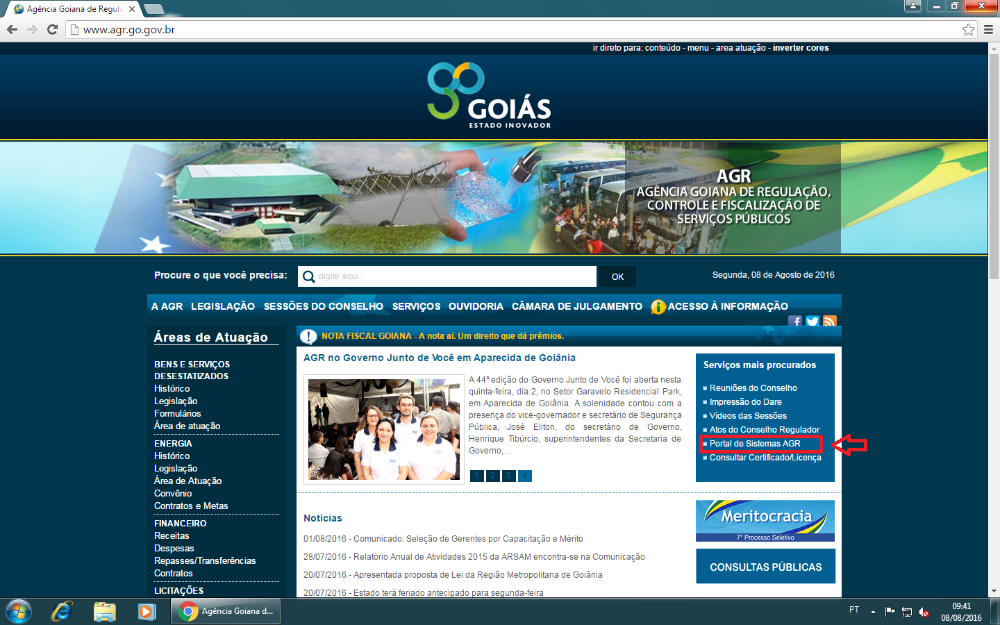 Agência Goiana de Regula
www.agr.go.gov.br
ir direto para: conteúdo - menu - area atuação - inverter cores
GOIÁS
ESTADO INOVADOR
AGR
AGÊNCIA GOIANA DE REGULAÇÃO,
CONTROLE E FISCALIZAÇÃO DE
SERVIÇOS PÚBLICOS
Procure o que você precisa:
digite aqui..
OK
Segunda, 08 de Agosto de 2016
A AGR LEGISLAÇÃO SESSÕES DO CONSELHO SERVIÇOS OUVIDORIA CÂMARA DE JULGAMENTO ACESSO À INFORMAÇÃO
Áreas de Atuação
BENS E SERVIÇOS
DESESTATIZADOS
Histórico
Legislação
Formulários
Área de atuação
ENERGIA
Histórico
Legislação
Área de Atuação
Convênio
Contratos e Metas
FINANCEIRO
Receitas
Despesas
Repasses/Transferências
Contratos
LICITAÇÕES
NOTA FISCAL GOIANA - A nota aí. Um direito que dá prêmios.
AGR no Governo Junto de Você em Aparecida de Goiânia
A 44ª edição do Governo Junto de Você foi aberta nesta
quinta-feira, dia 2, no Setor Garavelo Residencial Park,
em Aparecida de Goiânia. A solenidade contou com a
presença do vice-governador e secretário de Segurança
Pública, José Eliton, do secretário de Governo,
Henrique Tibúrcio, superintendentes da Secretaria de
Governo,...
1 2 3 4
Notícias
01/08/2016 - Comunicado: Seleção de Gerentes por Capacitação e Mérito
28/07/2016 - Relatório Anual de Atividades 2015 da ARSAM encontra-se na Comunicação
20/07/2016 - Apresentada proposta de Lei da Região Metropolitana de Goiânia
20/07/2016 - Estado terá feriado antecipado para segunda-feira
Serviços mais procurados
Reuniões do Conselho
Impressão do Dare
Vídeos das Sessões
Atos do Conselho Regulador
Portal de Sistemas AGR
Consultar Certificado/Licença
Meritocracia
7° Processo Seletivo
CONSULTAS PÚBLICAS
Agência Goiana d...
PT
09:41
08/08/2016